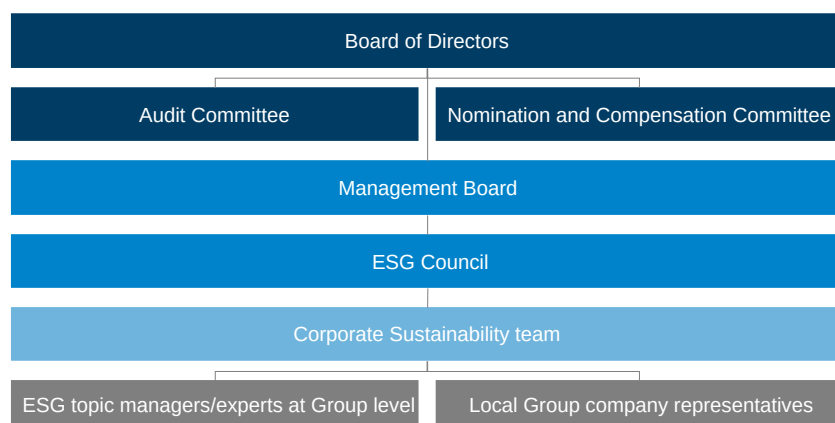 Board of Directors
Audit Committee
Nomination and Compensation Committee
Management Board
ESG Council
Corporate Sustainability team
ESG topic managers/experts at Group level
Local Group company representatives